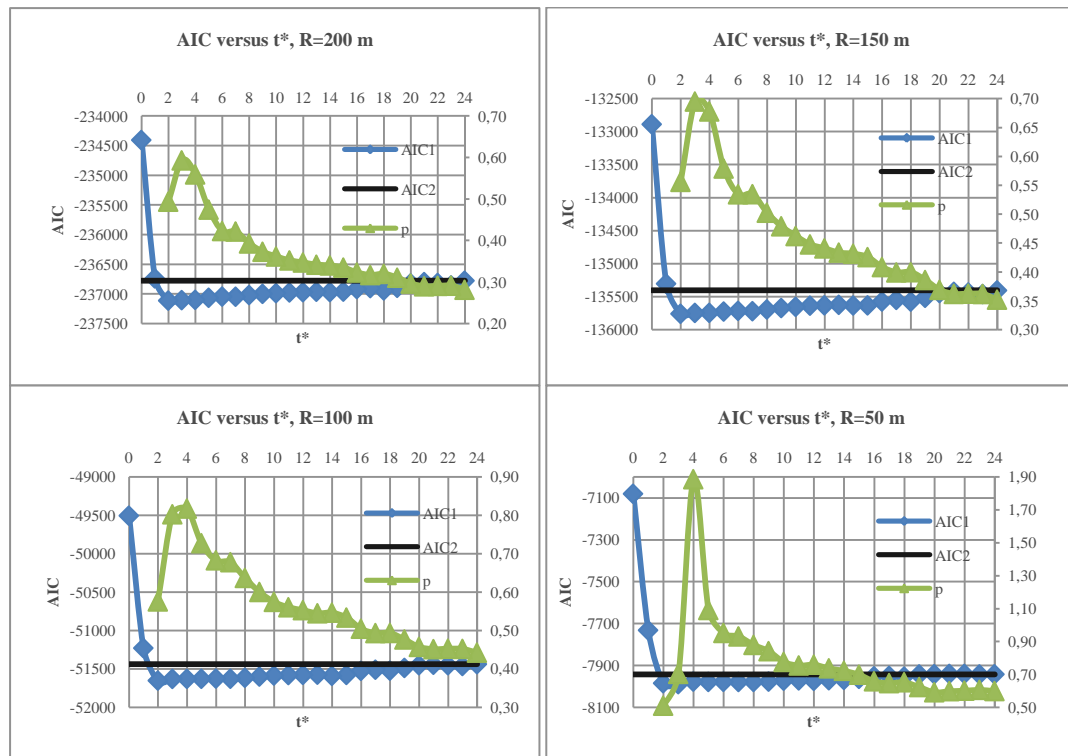 AIC versus t*, R=200 m
0 2 4 6 8 10 12 14 16 18 20 22 24
-234000
-234500
-235000
-235500
-236000
-236500
-237000
-237500
AIC
0,70
0,60
0,50
0,40
0,30
0,20
AIC1
AIC2
p
t*
AIC versus t*, R=150 m
0 2 4 6 8 10 12 14 16 18 20 22 24
-132500
-133000
-133500
-134000
-134500
-135000
-135500
-136000
AIC
0,70
0,65
0,60
0,55
0,50
0,45
0,40
0,35
0,30
AIC1
AIC2
p
t*
AIC versus t*, R=100 m
0 2 4 6 8 10 12 14 16 18 20 22 24
-49000
-49500
-50000
-50500
-51000
-51500
-52000
AIC
0,90
0,80
0,70
0,60
0,50
0,40
0,30
AIC1
AIC2
p
t*
AIC versus t*, R=50 m
0 2 4 6 8 10 12 14 16 18 20 22 24
-7100
-7300
-7500
-7700
-7900
-8100
AIC
1,90
1,70
1,50
1,30
1,10
0,90
0,70
0,50
AIC1
AIC2
p
t*